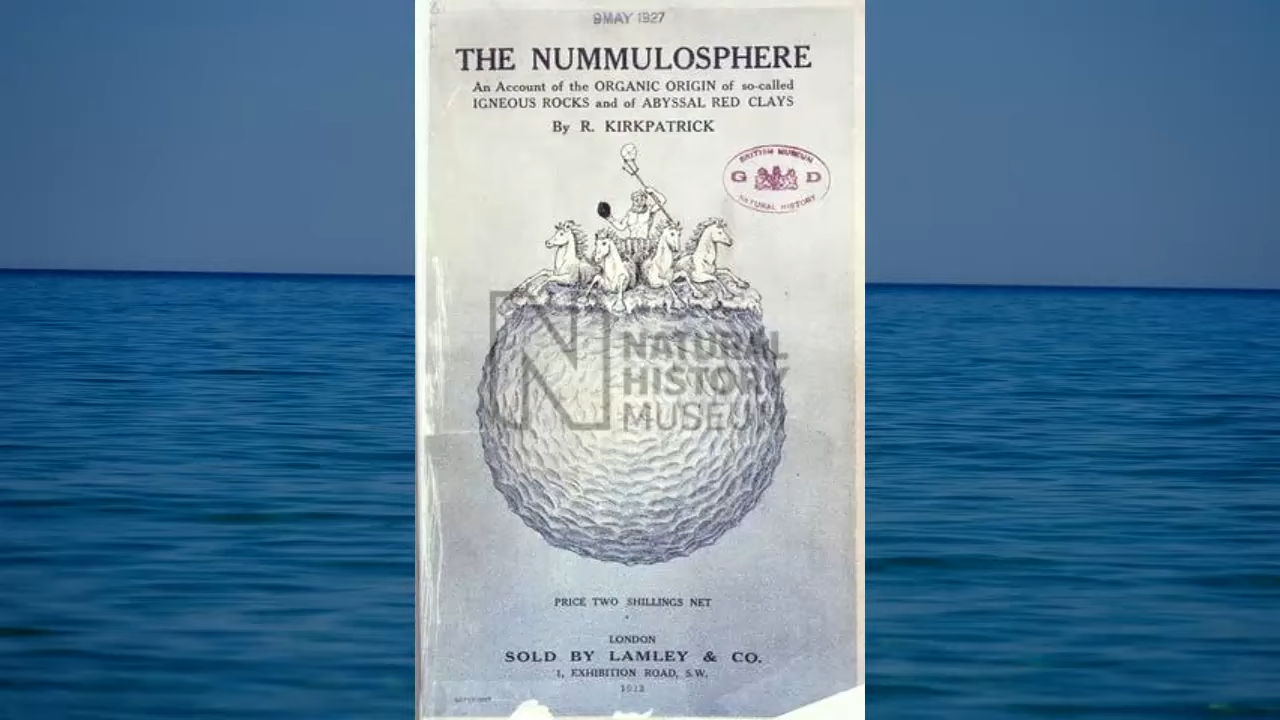 9 MAY 1927
THE NUMMULOSPHERE
An Account of the ORGANIC ORIGIN of so-called
IGNEOUS ROCKS and of ABYSSAL RED CLAYS
By R. KIRKPATRICK
BRITISH MUSEUM
G D
NATURAL HISTORY
N
NATURAL
HISTORY
MUSEUM
PRICE TWO SHILLINGS NET
LONDON
SOLD BY LAMLEY & CO.
1, EXHIBITION ROAD, S.W.
1912
COPYRIGHT